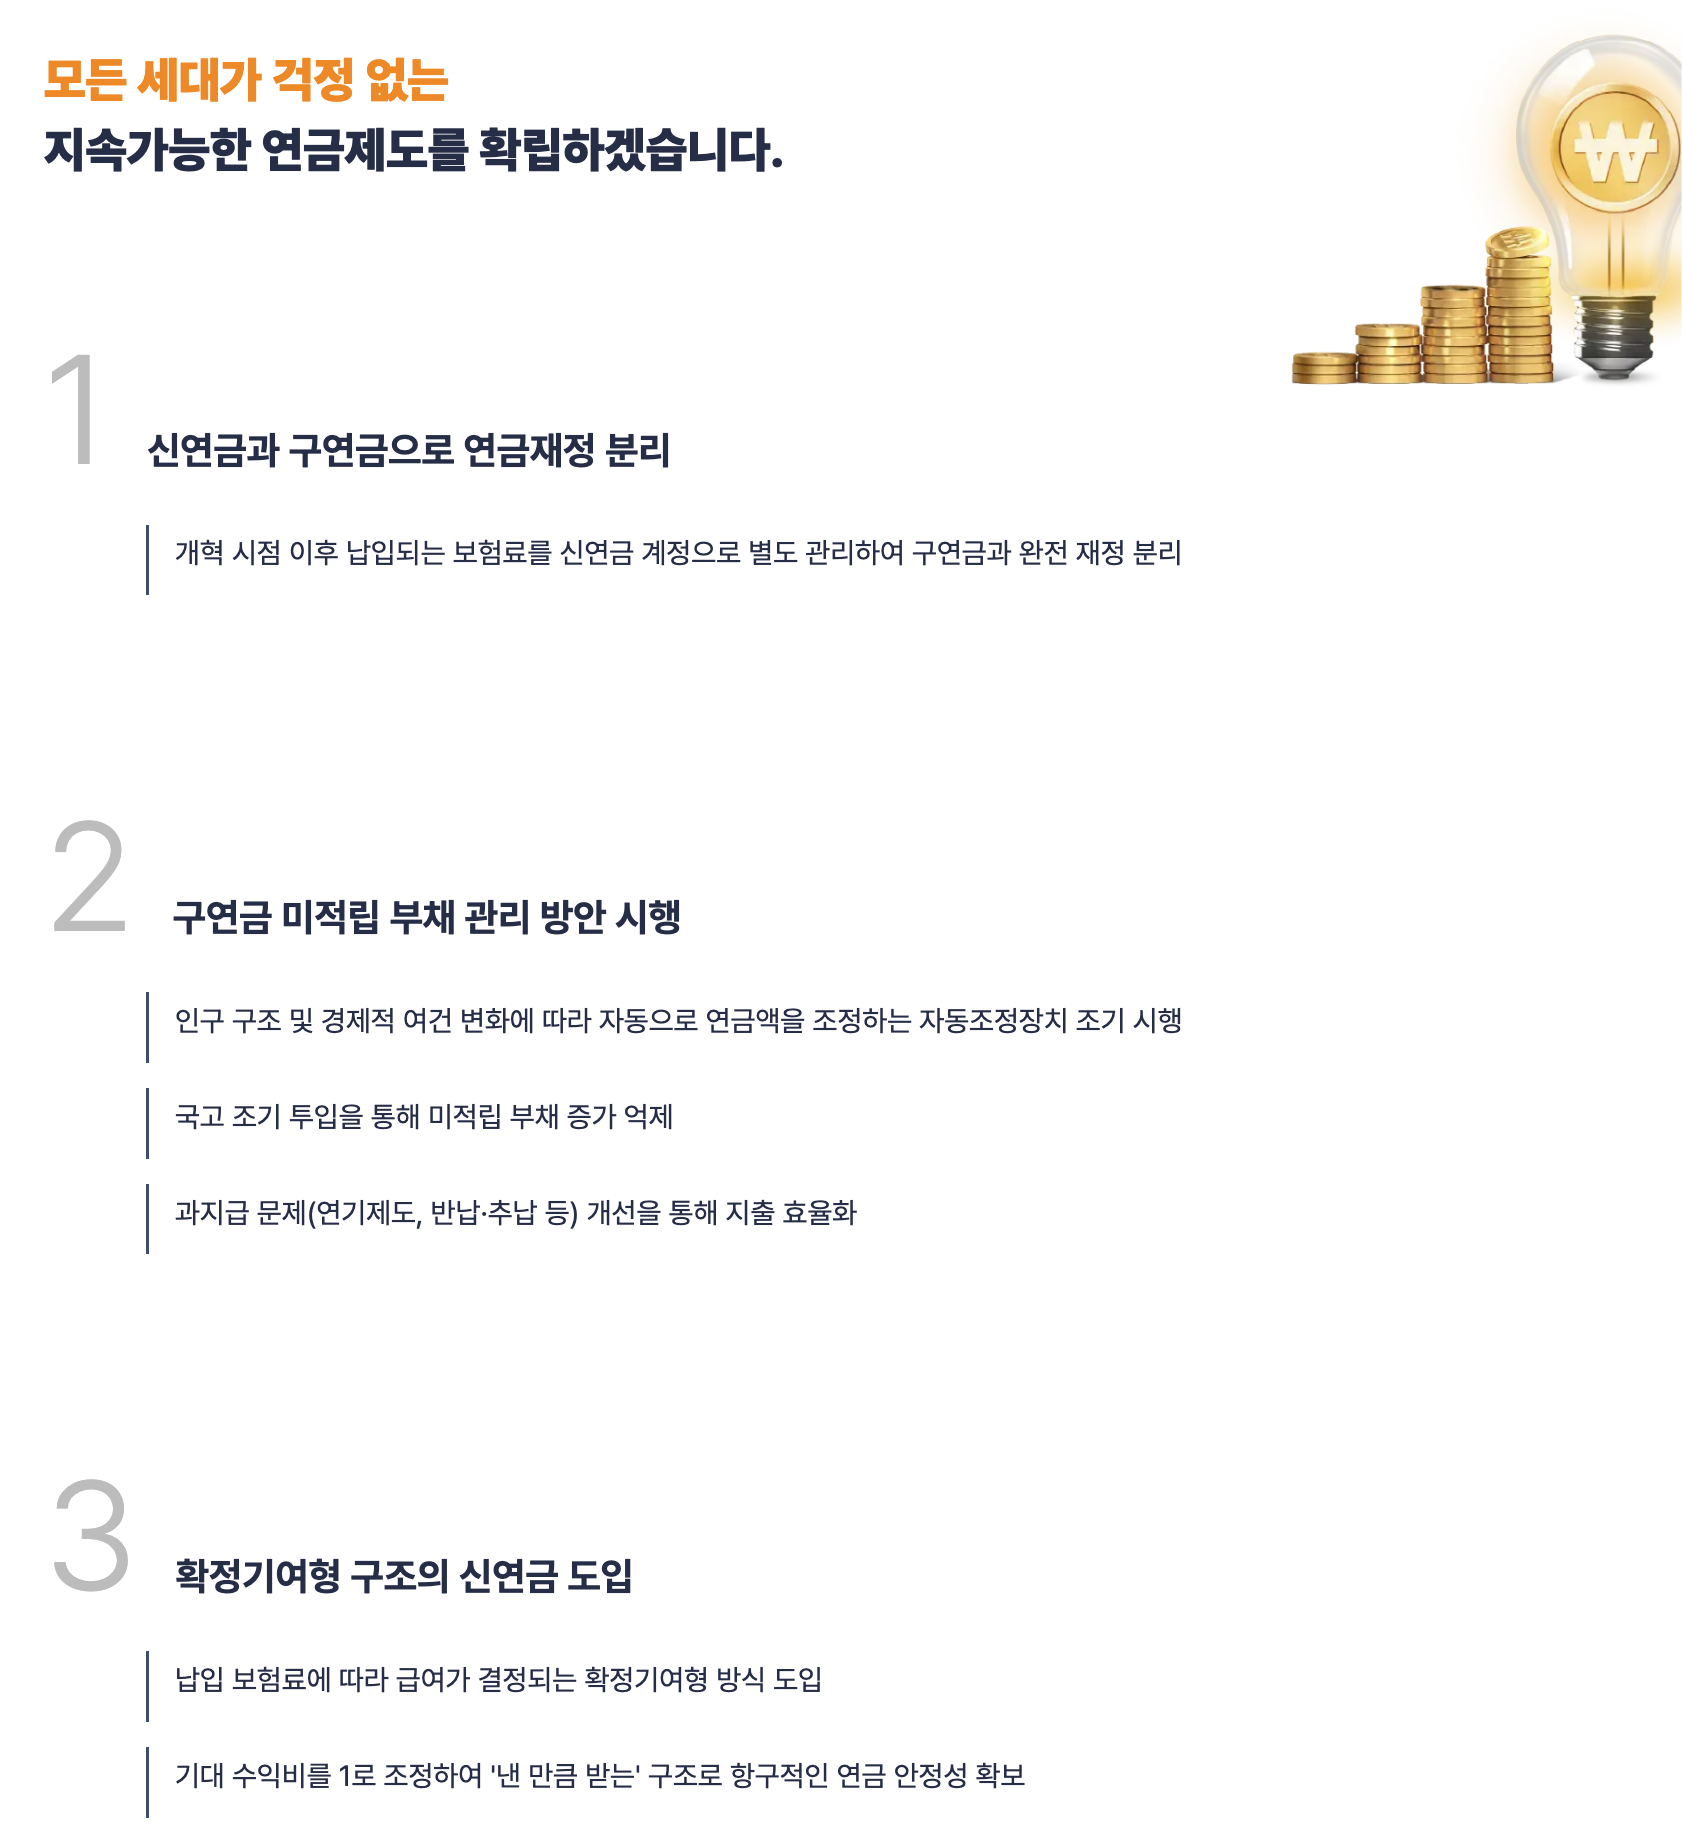 모든 세대가 걱정 없는
지속가능한 연금제도를 확립하겠습니다.
₩
1
신연금과 구연금으로 연금재정 분리
개혁 시점 이후 납입되는 보험료를 신연금 계정으로 별도 관리하여 구연금과 완전 재정 분리
2
구연금 미적립 부채 관리 방안 시행
인구 구조 및 경제적 여건 변화에 따라 자동으로 연금액을 조정하는 자동조정장치 조기 시행
국고 조기 투입을 통해 미적립 부채 증가 억제
과지급 문제(연기제도, 반납·추납 등) 개선을 통해 지출 효율화
3
확정기여형 구조의 신연금 도입
납입 보험료에 따라 급여가 결정되는 확정기여형 방식 도입
기대 수익비를 1로 조정하여 '낸 만큼 받는' 구조로 항구적인 연금 안정성 확보